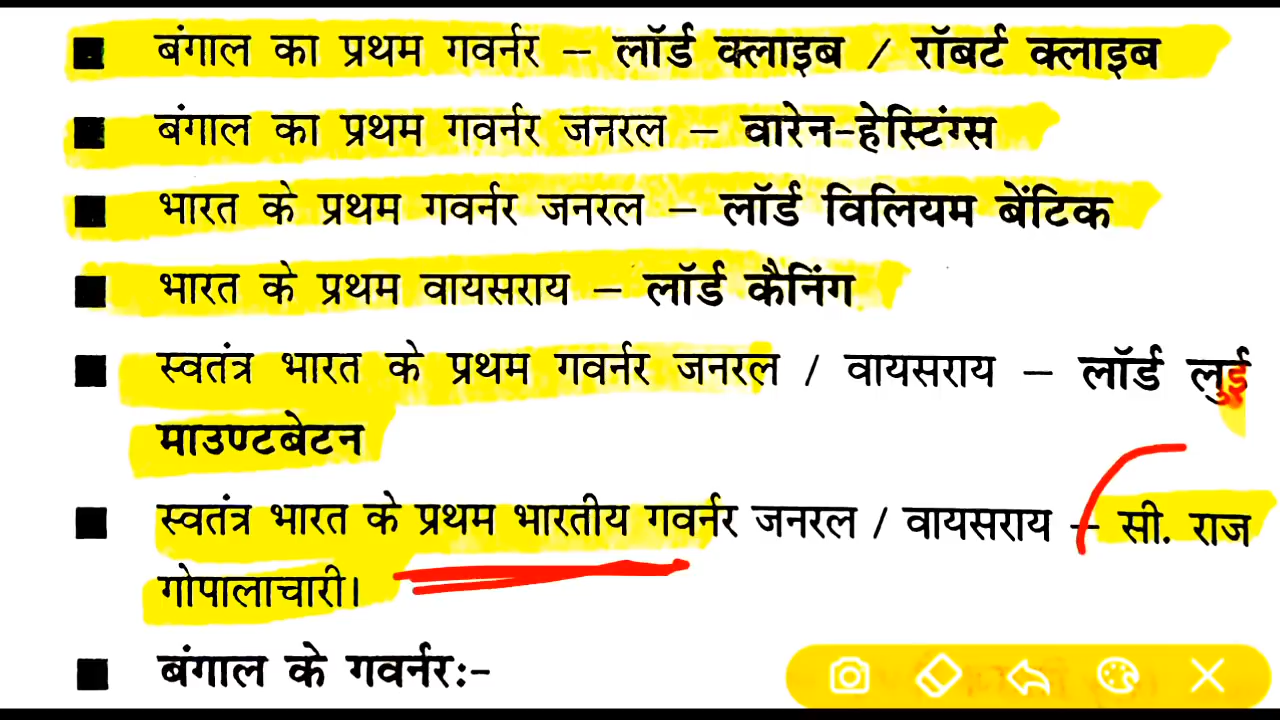 ■ बंगाल का प्रथम गवर्नर – लॉर्ड क्लाइब / रॉबर्ट क्लाइब
■ बंगाल का प्रथम गवर्नर जनरल – वारेन-हेस्टिंग्स
■ भारत के प्रथम गवर्नर जनरल – लॉर्ड विलियम बेंटिक
■ भारत के प्रथम वायसराय – लॉर्ड कैनिंग
■ स्वतंत्र भारत के प्रथम गवर्नर जनरल / वायसराय – लॉर्ड लुई
माउण्टबेटन
■ स्वतंत्र भारत के प्रथम भारतीय गवर्नर जनरल / वायसराय – सी. राज
गोपालाचारी।
■ बंगाल के गवर्नर:-